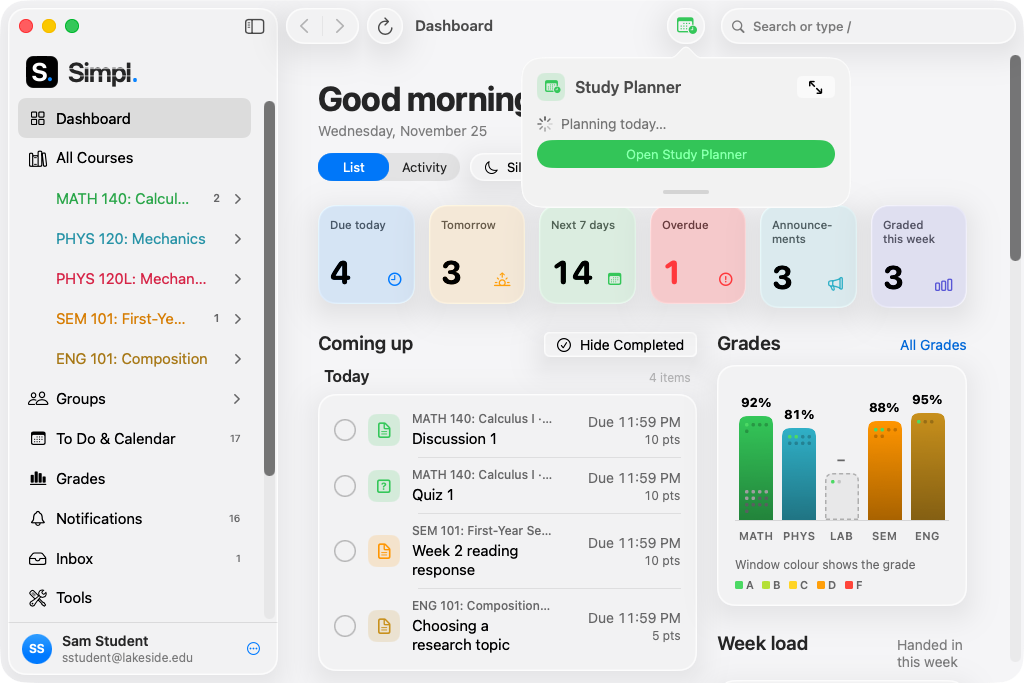 Dashboard
Search or type /
S.
Simpl.
Dashboard
All Courses
MATH 140: Calcul... 2
PHYS 120: Mechanics
PHYS 120L: Mechan...
SEM 101: First-Ye... 1
ENG 101: Composition
Groups
To Do & Calendar 17
Grades
Notifications 16
Inbox 1
Tools
SS
Sam Student
sstudent@lakeside.edu
Good morning
Wednesday, November 25
List Activity Sil
Study Planner
Planning today...
Open Study Planner
Due today
4
Tomorrow
3
Next 7 days
14
Overdue
1
Announce-
ments
3
Graded
this week
3
Coming up
Hide Completed
Today 4 items
MATH 140: Calculus I ·...
Discussion 1
Due 11:59 PM
10 pts
MATH 140: Calculus I ·...
Quiz 1
Due 11:59 PM
10 pts
SEM 101: First-Year Se...
Week 2 reading
response
Due 11:59 PM
10 pts
ENG 101: Composition...
Choosing a
research topic
Due 11:59 PM
5 pts
Grades All Grades
92% 81% – 88% 95%
MATH PHYS LAB SEM ENG
Window colour shows the grade
A B C D F
Week load
Handed in
this week